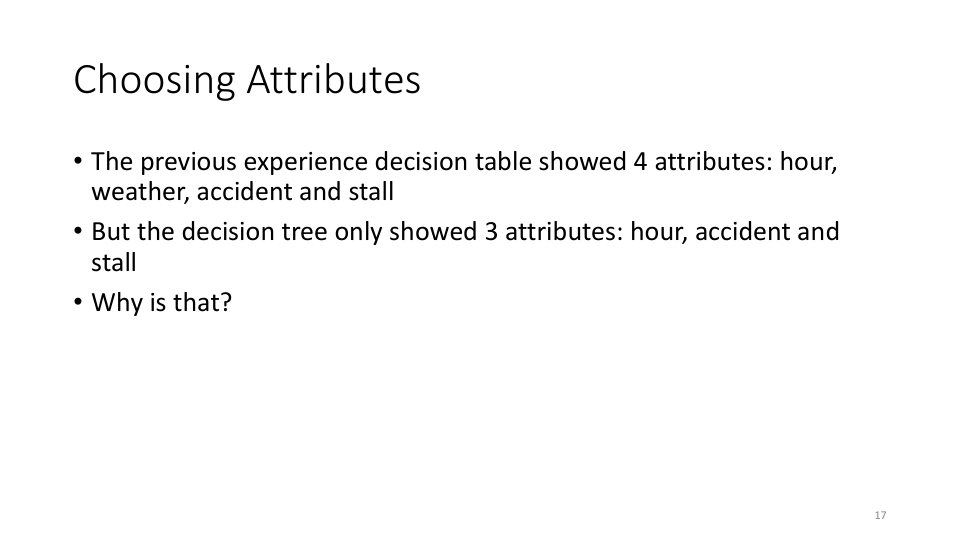 Choosing Attributes
• The previous experience decision table showed 4 attributes: hour,
weather, accident and stall
• But the decision tree only showed 3 attributes: hour, accident and
stall
• Why is that?
17